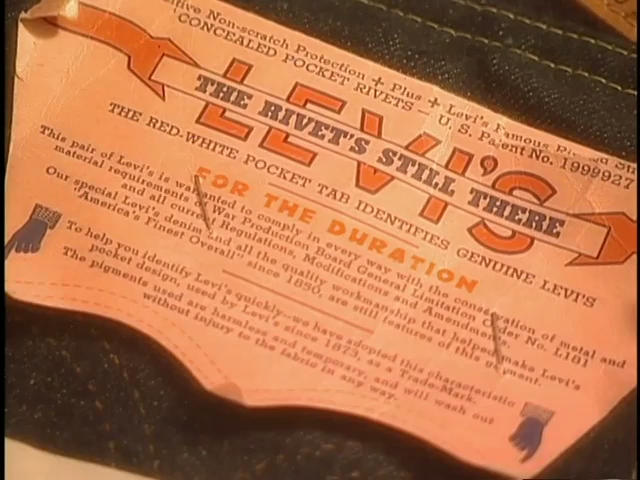 itive Non-scratch Protection + Plus + Levi's Famous
CONCEALED POCKET RIVETS — U. S. Patent No. 1999927
LEVI'S
THE RIVET'S STILL THERE
THE RED-WHITE POCKET TAB IDENTIFIES GENUINE LEVI'S
FOR THE DURATION
This pair of Levi's is warranted to comply in every way with the conservation of metal and
material requirements of War Production Board General Limitation Order No. L181
and all current Regulations, Modifications and Amendments.
Our special Levi's denim and all the quality workmanship that helped make Levi's
"America's Finest Overall" since 1850, are still features of this garment.
To help you identify Levi's quickly—we have adopted this characteristic
pocket design, used by Levi's since 1873, as a Trade-Mark.
The pigments used are harmless and temporary, and will wash out
without injury to the fabric in any way.